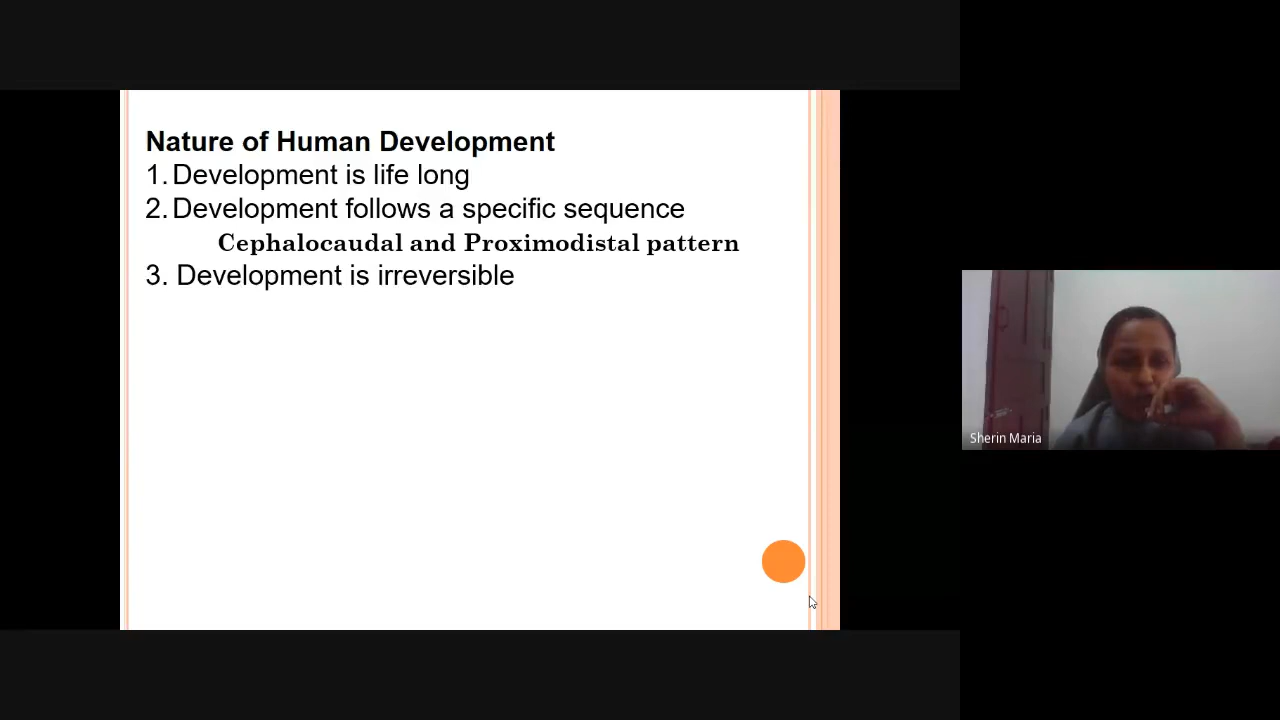 Nature of Human Development
1. Development is life long
2. Development follows a specific sequence
Cephalocaudal and Proximodistal pattern
3. Development is irreversible
Sherin Maria